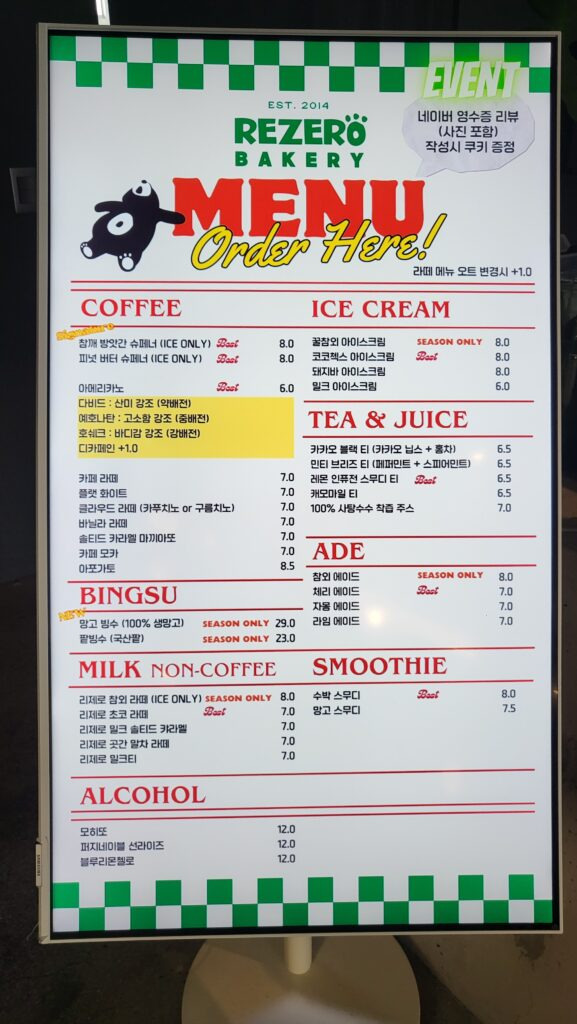 EVENT
네이버 영수증 리뷰
(사진 포함)
작성시 쿠키 증정
EST. 2014
REZERO
BAKERY
MENU
Order Here!
라떼 메뉴 오트 변경시 +1.0
COFFEE
Signature
참깨 방앗간 슈페너 (ICE ONLY) Best 8.0
피넛 버터 슈페너 (ICE ONLY) Best 8.0
아메리카노 Best 6.0
다비드 : 산미 강조 (약배전)
예호나탄 : 고소함 강조 (중배전)
호쉐크 : 바디감 강조 (강배전)
디카페인 +1.0
카페 라떼 7.0
플랫 화이트 7.0
클라우드 라떼 (카푸치노 or 구름치노) 7.0
바닐라 라떼 7.0
솔티드 카라멜 마끼아또 7.0
카페 모카 7.0
아포가토 8.5
BINGSU
NEW
망고 빙수 (100% 생망고) SEASON ONLY 29.0
팥빙수 (국산팥) SEASON ONLY 23.0
MILK NON-COFFEE
리제로 참외 라떼 (ICE ONLY) SEASON ONLY 8.0
리제로 초코 라떼 Best 7.0
리제로 밀크 솔티드 캬라멜 7.0
리제로 곳간 말차 라떼 7.0
리제로 밀크티 7.0
ICE CREAM
꿀참외 아이스크림 SEASON ONLY 8.0
코코첵스 아이스크림 Best 8.0
돼지바 아이스크림 8.0
밀크 아이스크림 6.0
TEA & JUICE
카카오 블랙 티 (카카오 닙스 + 홍차) 6.5
민티 브리즈 티 (페퍼민트 + 스피어민트) 6.5
레몬 인퓨전 스무디 티 Best 6.5
캐모마일 티 6.5
100% 사탕수수 착즙 주스 7.0
ADE
참외 에이드 SEASON ONLY 8.0
체리 에이드 Best 7.0
자몽 에이드 7.0
라임 에이드 7.0
SMOOTHIE
수박 스무디 Best 8.0
망고 스무디 7.5
ALCOHOL
모히또 12.0
퍼지네이블 선라이즈 12.0
블루리몬첼로 12.0
SAMSUNG